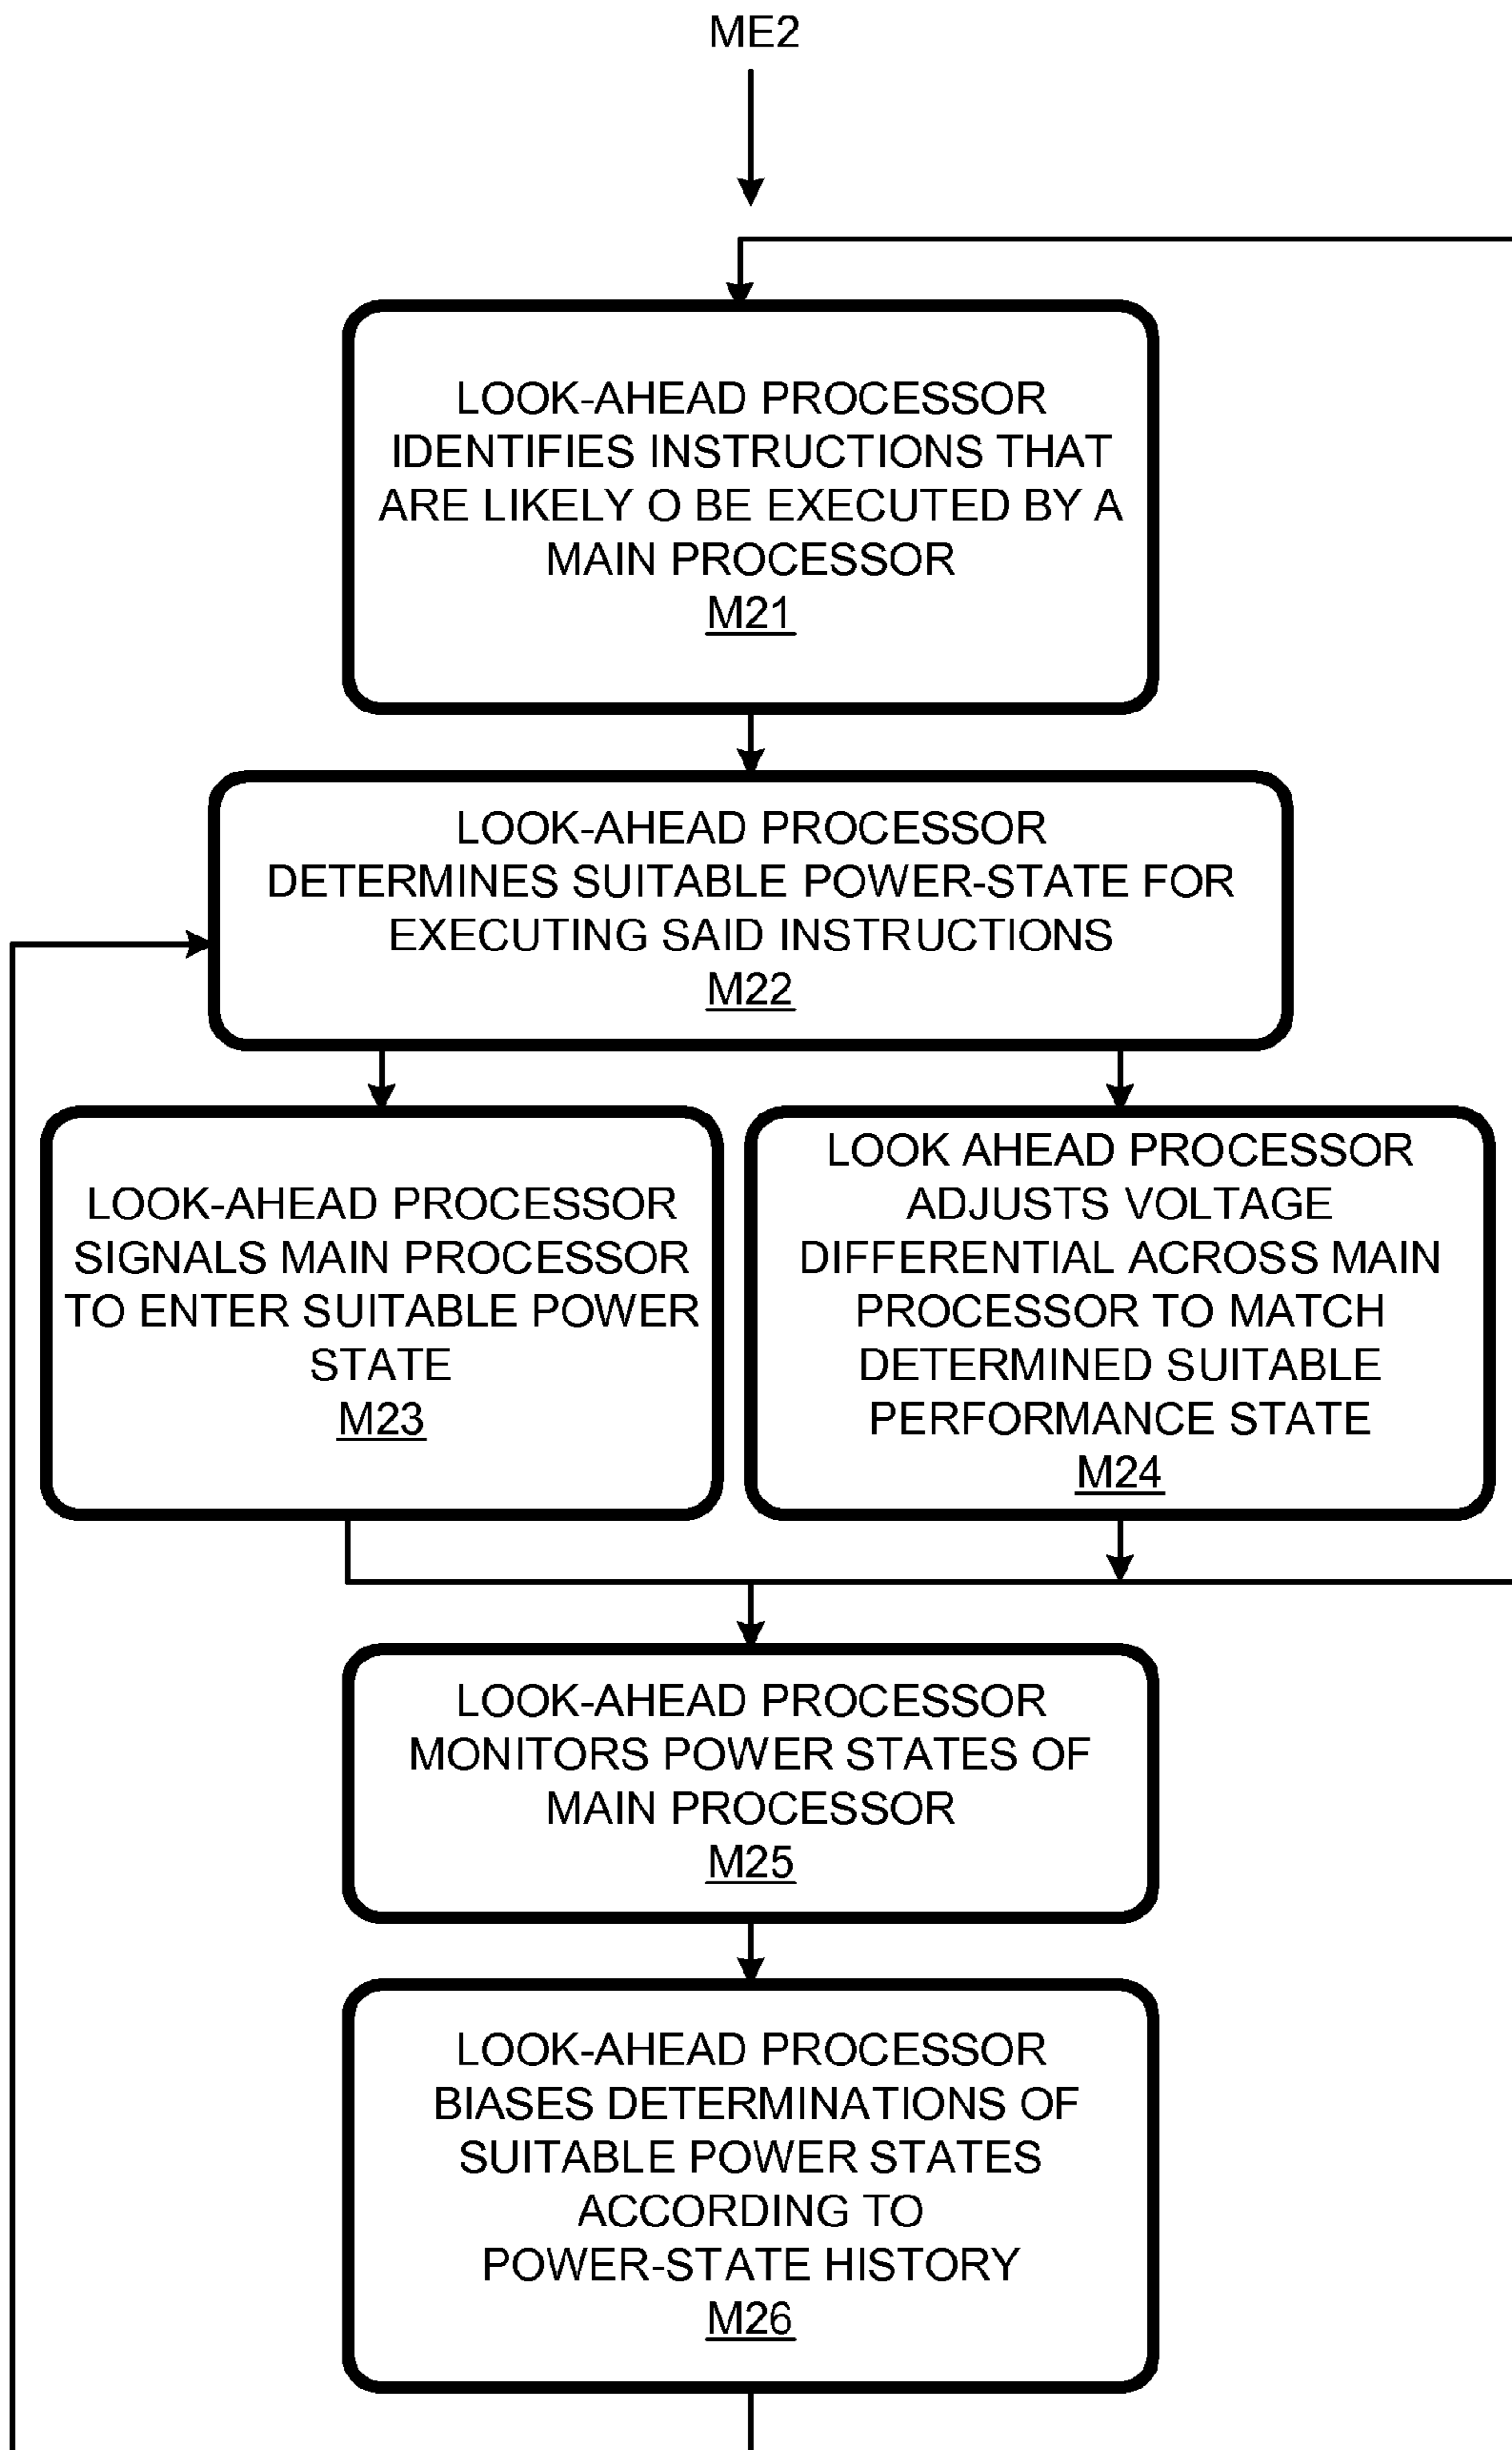 ME2
LOOK-AHEAD PROCESSOR
IDENTIFIES INSTRUCTIONS THAT
ARE LIKELY O BE EXECUTED BY A
MAIN PROCESSOR
M21
LOOK-AHEAD PROCESSOR
DETERMINES SUITABLE POWER-STATE FOR
EXECUTING SAID INSTRUCTIONS
M22
LOOK-AHEAD PROCESSOR
SIGNALS MAIN PROCESSOR
TO ENTER SUITABLE POWER
STATE
M23
LOOK AHEAD PROCESSOR
ADJUSTS VOLTAGE
DIFFERENTIAL ACROSS MAIN
PROCESSOR TO MATCH
DETERMINED SUITABLE
PERFORMANCE STATE
M24
LOOK-AHEAD PROCESSOR
MONITORS POWER STATES OF
MAIN PROCESSOR
M25
LOOK-AHEAD PROCESSOR
BIASES DETERMINATIONS OF
SUITABLE POWER STATES
ACCORDING TO
POWER-STATE HISTORY
M26